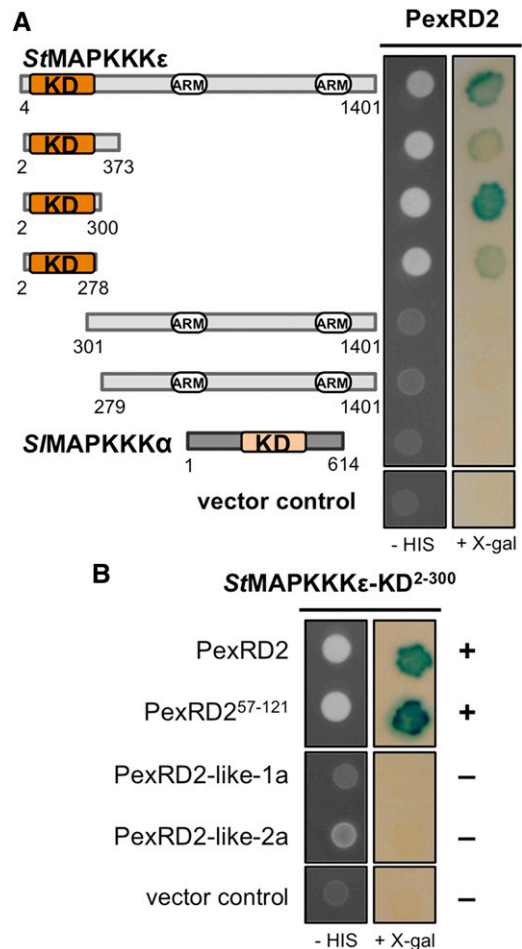 A
PexRD2
StMAPKKKε
KD ARM ARM
4 1401
KD
2 373
KD
2 300
KD
2 278
ARM ARM
301 1401
ARM ARM
279 1401
SlMAPKKKα KD
1 614
vector control
- HIS + X-gal
B
StMAPKKKε-KD2-300
PexRD2 +
PexRD257-121 +
PexRD2-like-1a –
PexRD2-like-2a –
vector control –
- HIS + X-gal